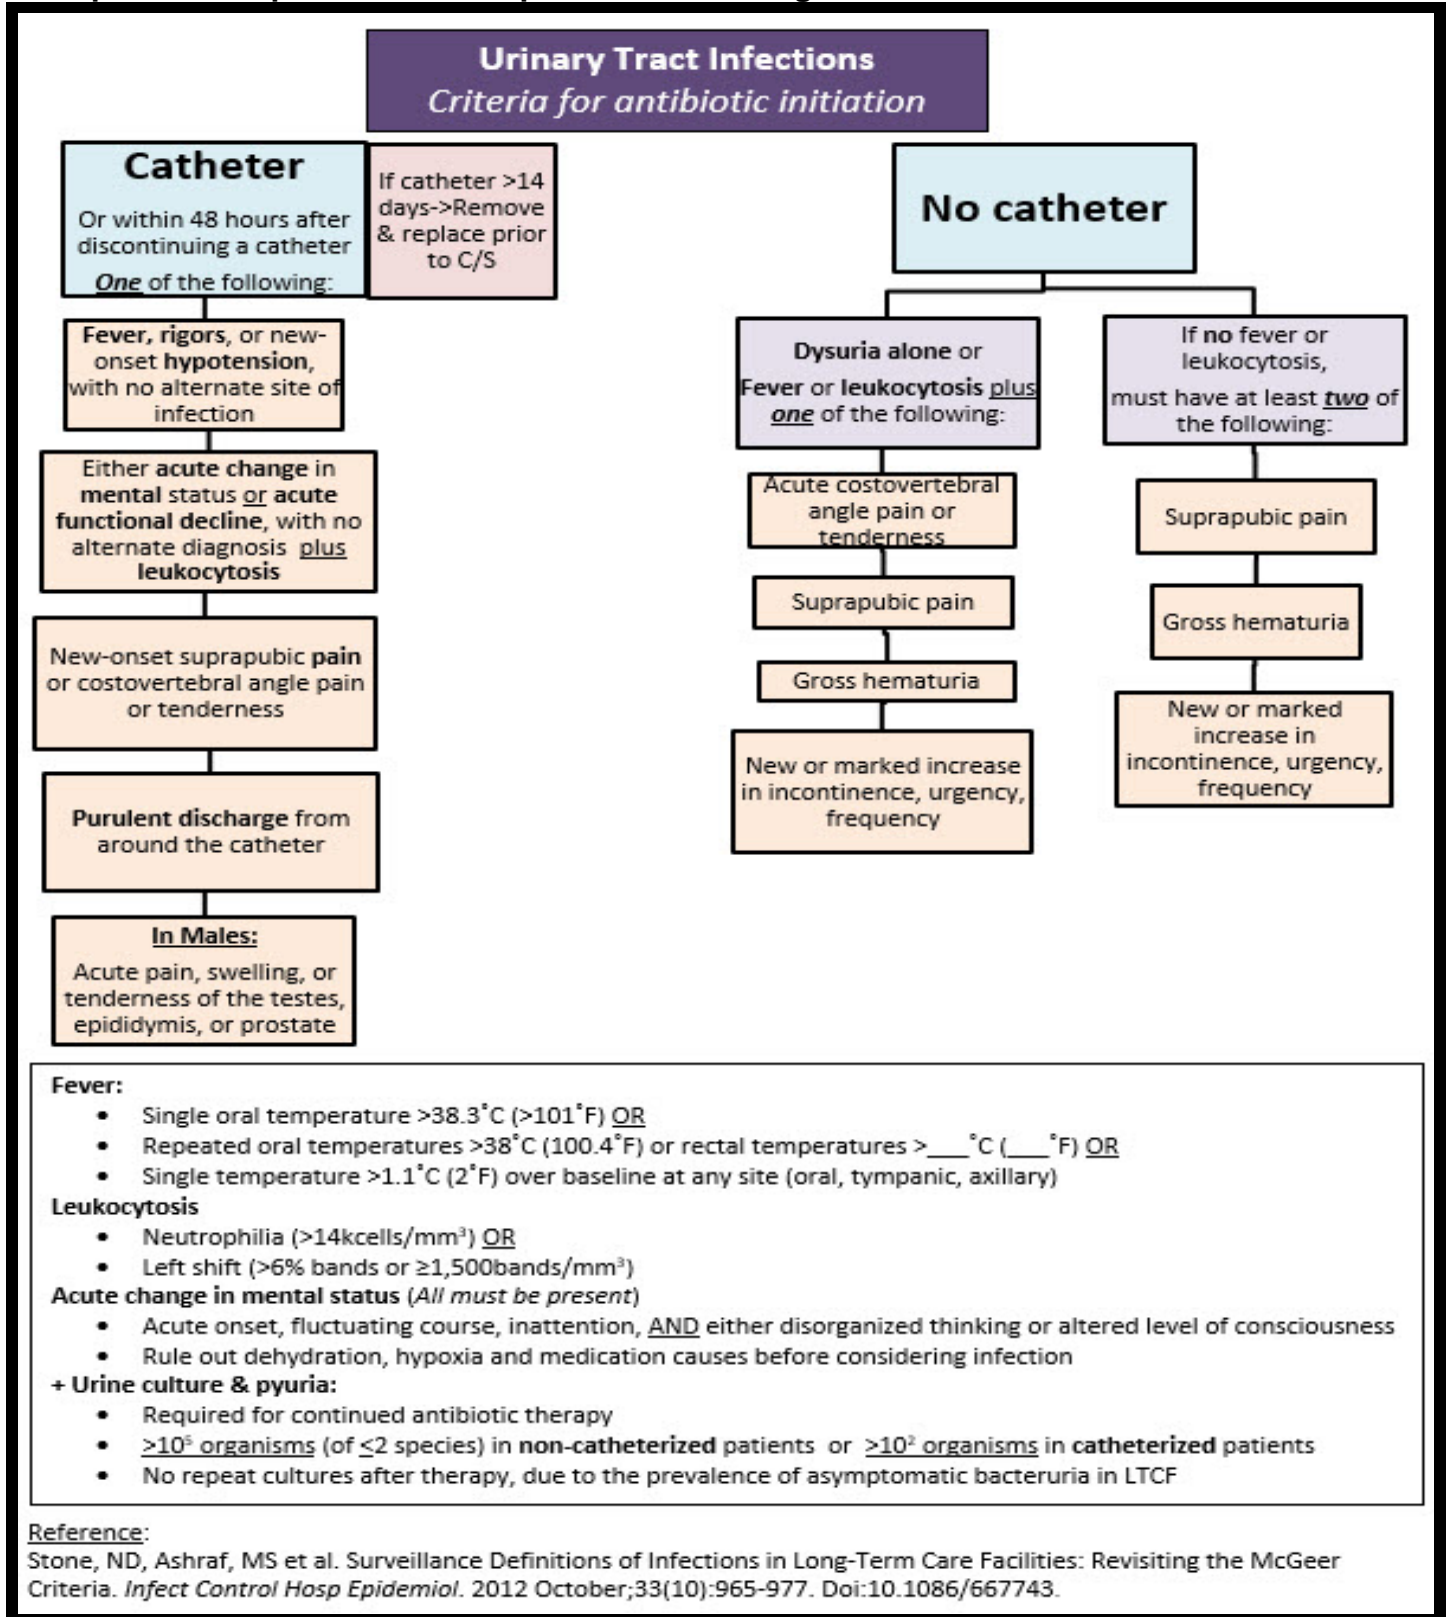 Urinary Tract Infections
Criteria for antibiotic initiation
Catheter
Or within 48 hours after
discontinuing a catheter
One of the following:
If catheter >14
days->Remove
& replace prior
to C/S
Fever, rigors, or new-
onset hypotension,
with no alternate site of
infection
Either acute change in
mental status or acute
functional decline, with no
alternate diagnosis plus
leukocytosis
New-onset suprapubic pain
or costovertebral angle pain
or tenderness
Purulent discharge from
around the catheter
In Males:
Acute pain, swelling, or
tenderness of the testes,
epididymis, or prostate
No catheter
Dysuria alone or
Fever or leukocytosis plus
one of the following:
Acute costovertebral
angle pain or
tenderness
Suprapubic pain
Gross hematuria
New or marked increase
in incontinence, urgency,
frequency
If no fever or
leukocytosis,
must have at least two of
the following:
Suprapubic pain
Gross hematuria
New or marked
increase in
incontinence, urgency,
frequency
Fever:
• Single oral temperature >38.3˚C (>101˚F) OR
• Repeated oral temperatures >38˚C (100.4˚F) or rectal temperatures >___˚C (___˚F) OR
• Single temperature >1.1˚C (2˚F) over baseline at any site (oral, tympanic, axillary)
Leukocytosis
• Neutrophilia (>14kcells/mm³) OR
• Left shift (>6% bands or ≥1,500bands/mm³)
Acute change in mental status (All must be present)
• Acute onset, fluctuating course, inattention, AND either disorganized thinking or altered level of consciousness
• Rule out dehydration, hypoxia and medication causes before considering infection
+ Urine culture & pyuria:
• Required for continued antibiotic therapy
• >10⁵ organisms (of <2 species) in non-catheterized patients or >10² organisms in catheterized patients
• No repeat cultures after therapy, due to the prevalence of asymptomatic bacteruria in LTCF
Reference:
Stone, ND, Ashraf, MS et al. Surveillance Definitions of Infections in Long-Term Care Facilities: Revisiting the McGeer
Criteria. Infect Control Hosp Epidemiol. 2012 October;33(10):965-977. Doi:10.1086/667743.